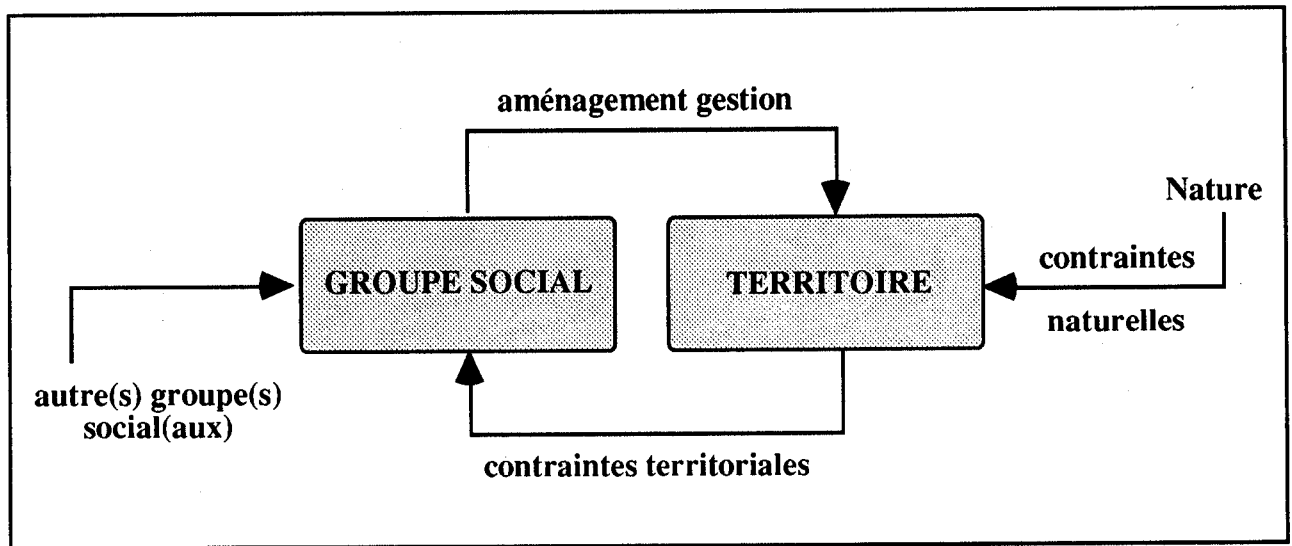 aménagement gestion
Nature
GROUPE SOCIAL
TERRITOIRE
contraintes
naturelles
autre(s) groupe(s)
social(aux)
contraintes territoriales